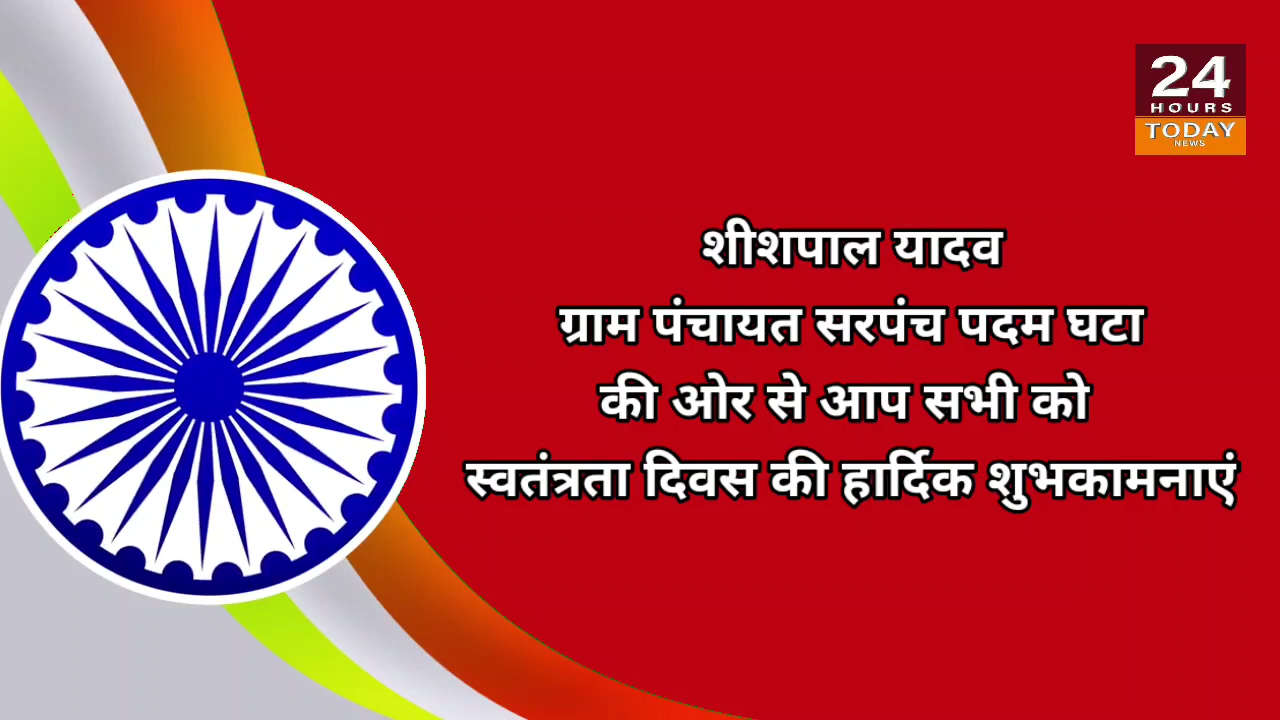 24
HOURS
TODAY
NEWS
शीशपाल यादव
ग्राम पंचायत सरपंच पदम घटा
की ओर से आप सभी को
स्वतंत्रता दिवस की हार्दिक शुभकामनाएं